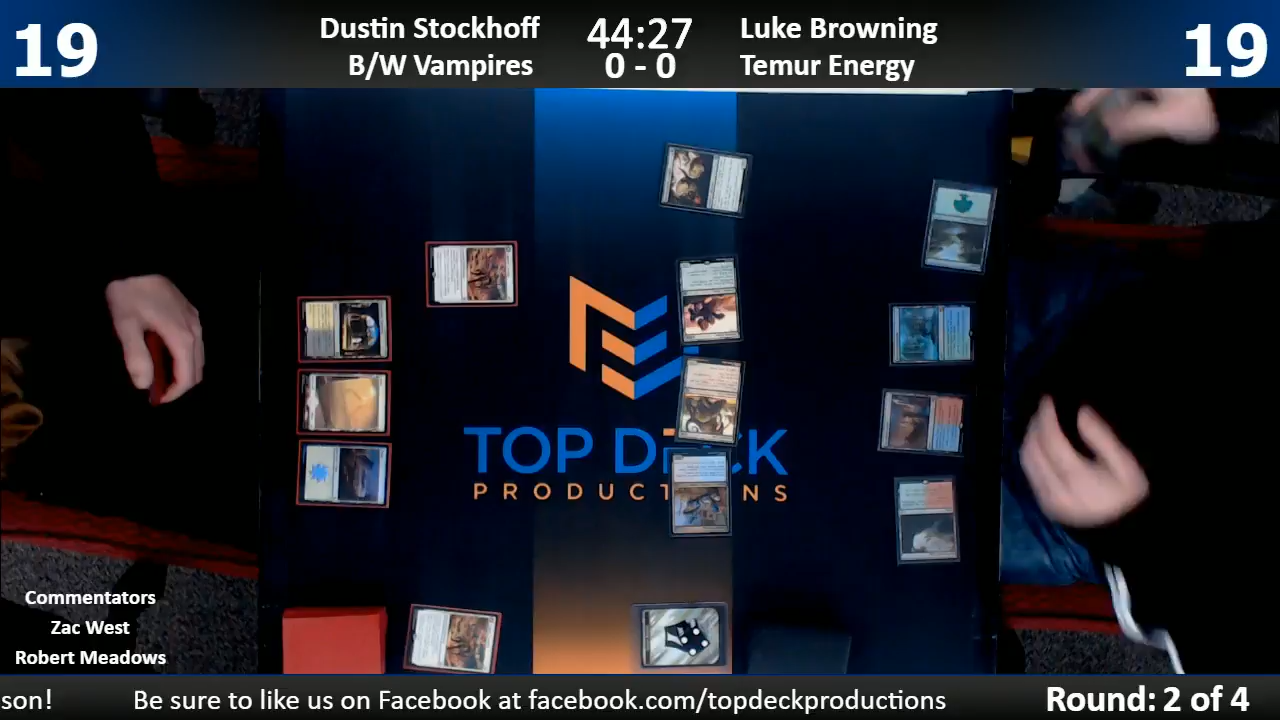 19
Dustin Stockhoff
B/W Vampires
44:27
0 - 0
Luke Browning
Temur Energy
19
TOP DECK
PRODUCTIONS
Commentators
Zac West
Robert Meadows
son!
Be sure to like us on Facebook at facebook.com/topdeckproductions
Round: 2 of 4